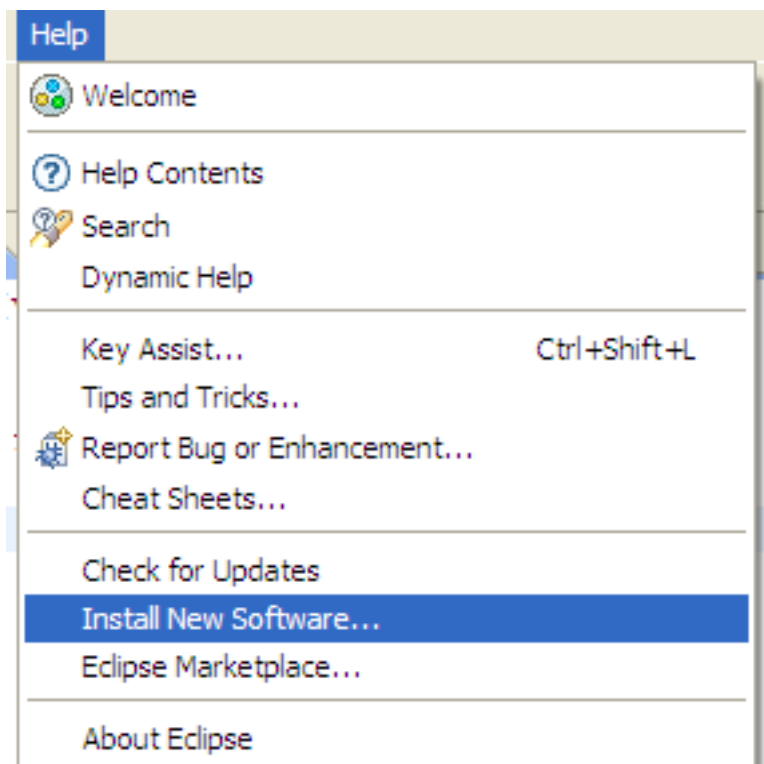 Help
Welcome
Help Contents
Search
Dynamic Help
Key Assist... Ctrl+Shift+L
Tips and Tricks...
Report Bug or Enhancement...
Cheat Sheets...
Check for Updates
Install New Software...
Eclipse Marketplace...
About Eclipse